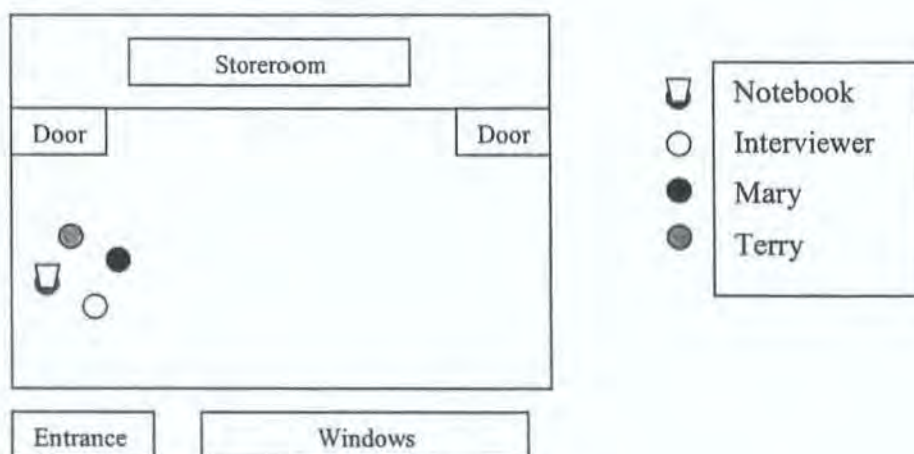 Storeroom
Door Door
Entrance Windows
Notebook
Interviewer
Mary
Terry